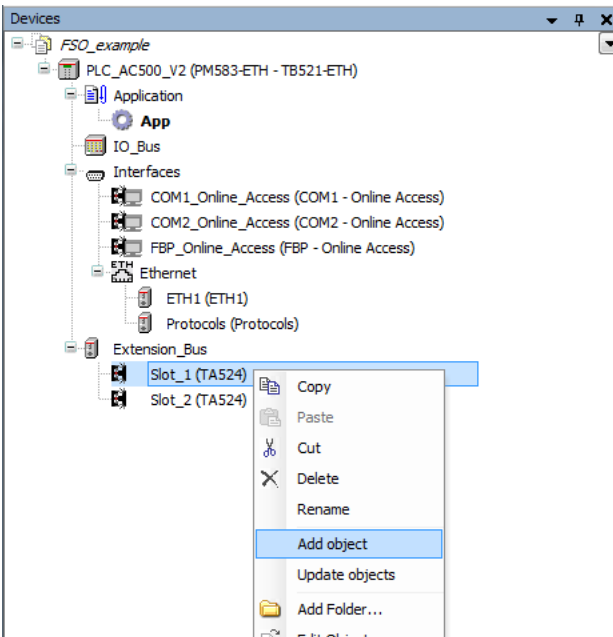 Devices
FSO_example
PLC_AC500_V2 (PM583-ETH - TB521-ETH)
Application
App
IO_Bus
Interfaces
COM1_Online_Access (COM1 - Online Access)
COM2_Online_Access (COM2 - Online Access)
FBP_Online_Access (FBP - Online Access)
ETH
Ethernet
ETH1 (ETH1)
Protocols (Protocols)
Extension_Bus
Slot_1 (TA524)
Slot_2 (TA524)
Copy
Paste
Cut
Delete
Rename
Add object
Update objects
Add Folder...